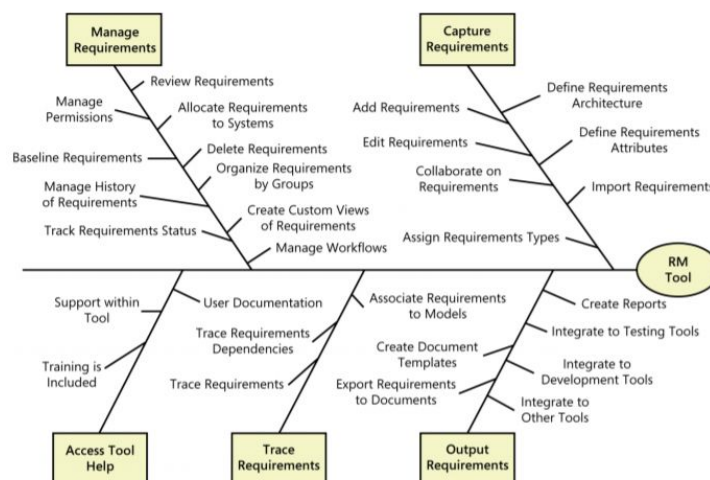 Manage
Requirements
Capture
Requirements
Review Requirements
Manage
Permissions
Allocate Requirements
to Systems
Baseline Requirements
Delete Requirements
Organize Requirements
by Groups
Manage History
of Requirements
Create Custom Views
of Requirements
Track Requirements Status
Manage Workflows
Define Requirements
Architecture
Add Requirements
Define Requirements
Attributes
Edit Requirements
Collaborate on
Requirements
Import Requirements
Assign Requirements Types
RM
Tool
Support within
Tool
User Documentation
Training is
Included
Associate Requirements
to Models
Trace Requirements
Dependencies
Trace Requirements
Create Reports
Integrate to Testing Tools
Create Document
Templates
Integrate to
Development Tools
Export Requirements
to Documents
Integrate to
Other Tools
Access Tool
Help
Trace
Requirements
Output
Requirements